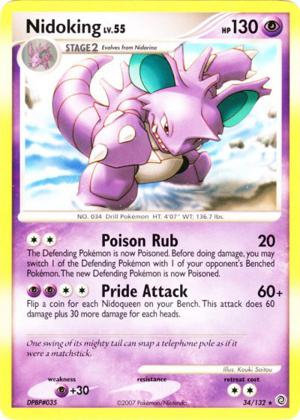 Nidoking LV.55 HP 130
STAGE 2 Evolves from Nidorino
NO. 034 Drill Pokémon HT. 4'07" WT. 136.7 lbs.
Poison Rub 20
The Defending Pokémon is now Poisoned. Before doing damage, you may
switch 1 of the Defending Pokémon with 1 of your opponent's Benched
Pokémon. The new Defending Pokémon is now Poisoned.
Pride Attack 60+
Flip a coin for each Nidoqueen on your Bench. This attack does 60
damage plus 30 more damage for each heads.
One swing of its mighty tail can snap a telephone pole as if it
were a matchstick.
Illus. Kouki Saitou
weakness resistance retreat cost
+30
DPBP#035 ©2007 Pokémon/Nintendo 34/132 ★